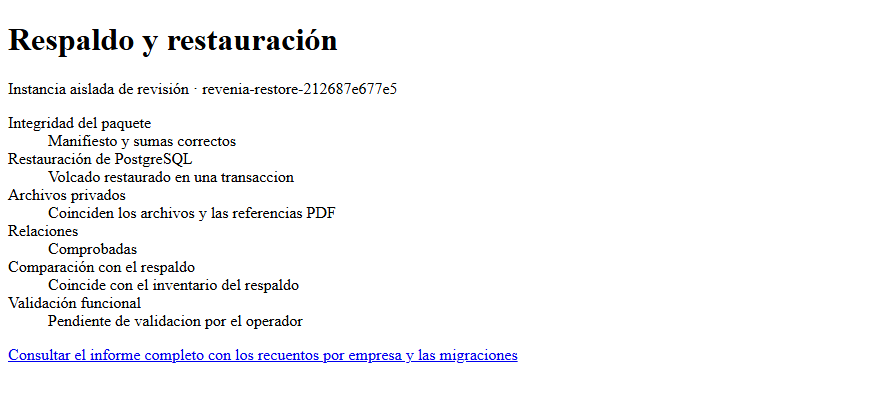 Respaldo y restauración
Instancia aislada de revisión · revenia-restore-212687e677e5
Integridad del paquete
Manifiesto y sumas correctos
Restauración de PostgreSQL
Volcado restaurado en una transaccion
Archivos privados
Coinciden los archivos y las referencias PDF
Relaciones
Comprobadas
Comparación con el respaldo
Coincide con el inventario del respaldo
Validación funcional
Pendiente de validacion por el operador
Consultar el informe completo con los recuentos por empresa y las migraciones